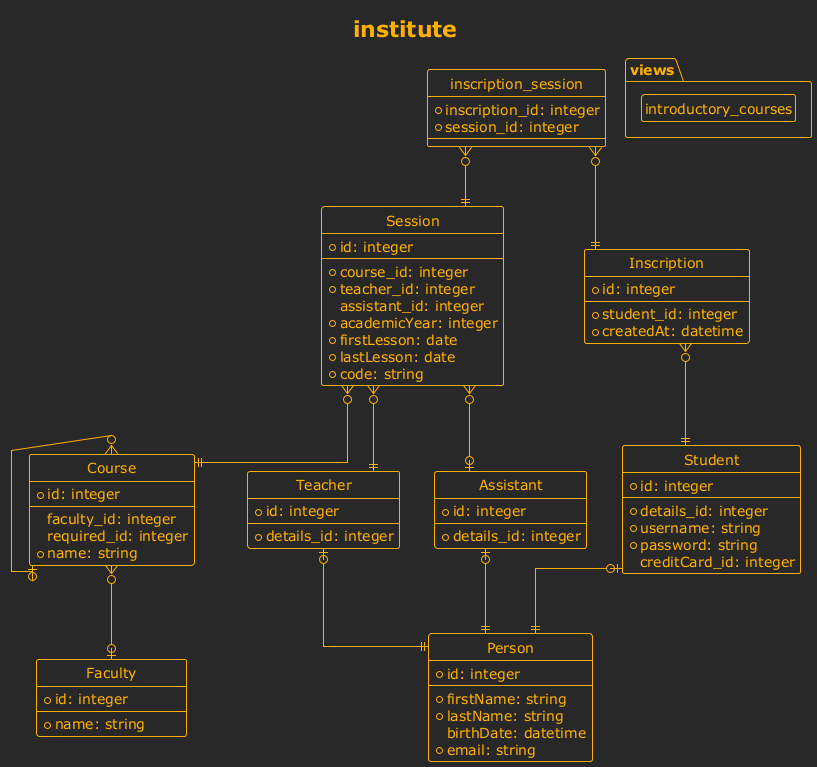 institute
inscription_session
inscription_id: integer
session_id: integer
views
introductory_courses
Session
id: integer
course_id: integer
teacher_id: integer
assistant_id: integer
academicYear: integer
firstLesson: date
lastLesson: date
code: string
Inscription
id: integer
student_id: integer
createdAt: datetime
Course
id: integer
faculty_id: integer
required_id: integer
name: string
Teacher
id: integer
details_id: integer
Assistant
id: integer
details_id: integer
Student
id: integer
details_id: integer
username: string
password: string
creditCard_id: integer
Faculty
id: integer
name: string
Person
id: integer
firstName: string
lastName: string
birthDate: datetime
email: string